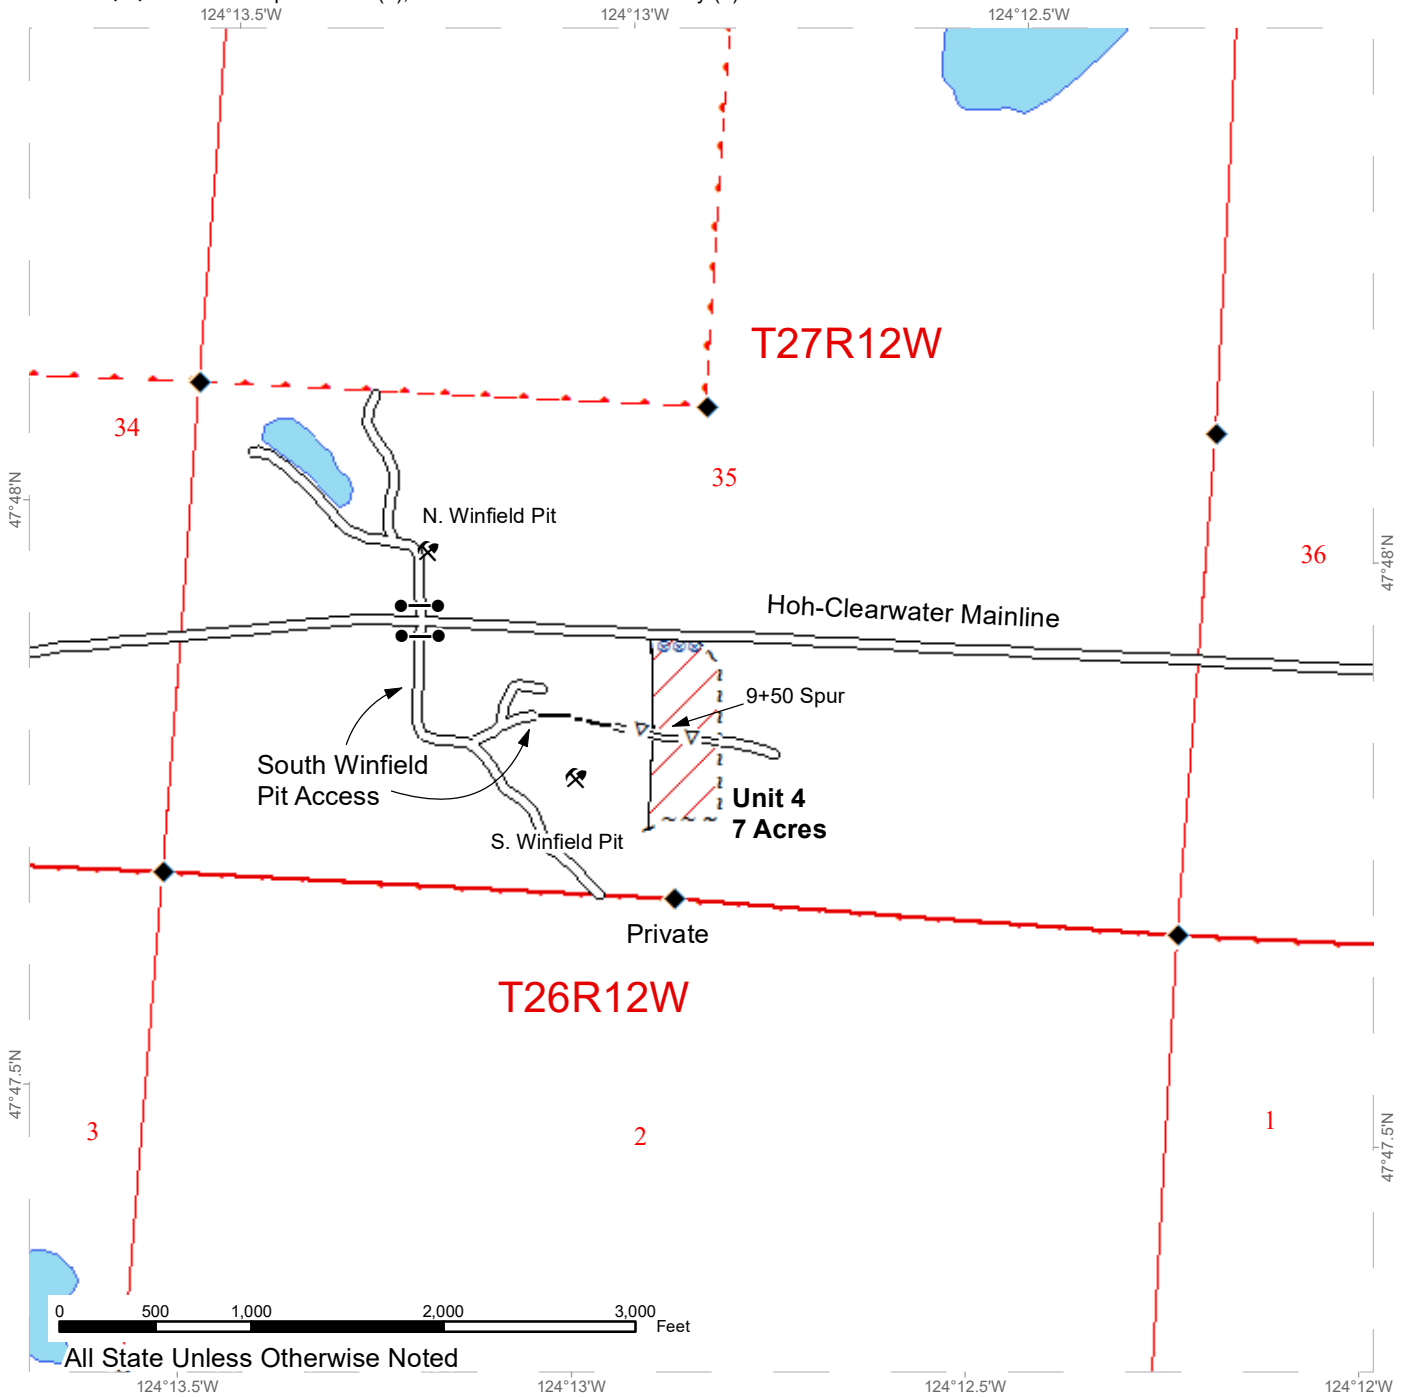 124°13.5'W
124°13'W
124°12.5'W
T27R12W
34
35
47°48'N
N. Winfield Pit
36
47°48'N
Hoh-Clearwater Mainline
9+50 Spur
South Winfield
Pit Access
Unit 4
7 Acres
S. Winfield Pit
Private
T26R12W
47°47.5'N
3
2
1
47°47.5'N
0 500 1,000 2,000 3,000
Feet
All State Unless Otherwise Noted
124°13.5'W
124°13'W
124°12.5'W
124°12'W